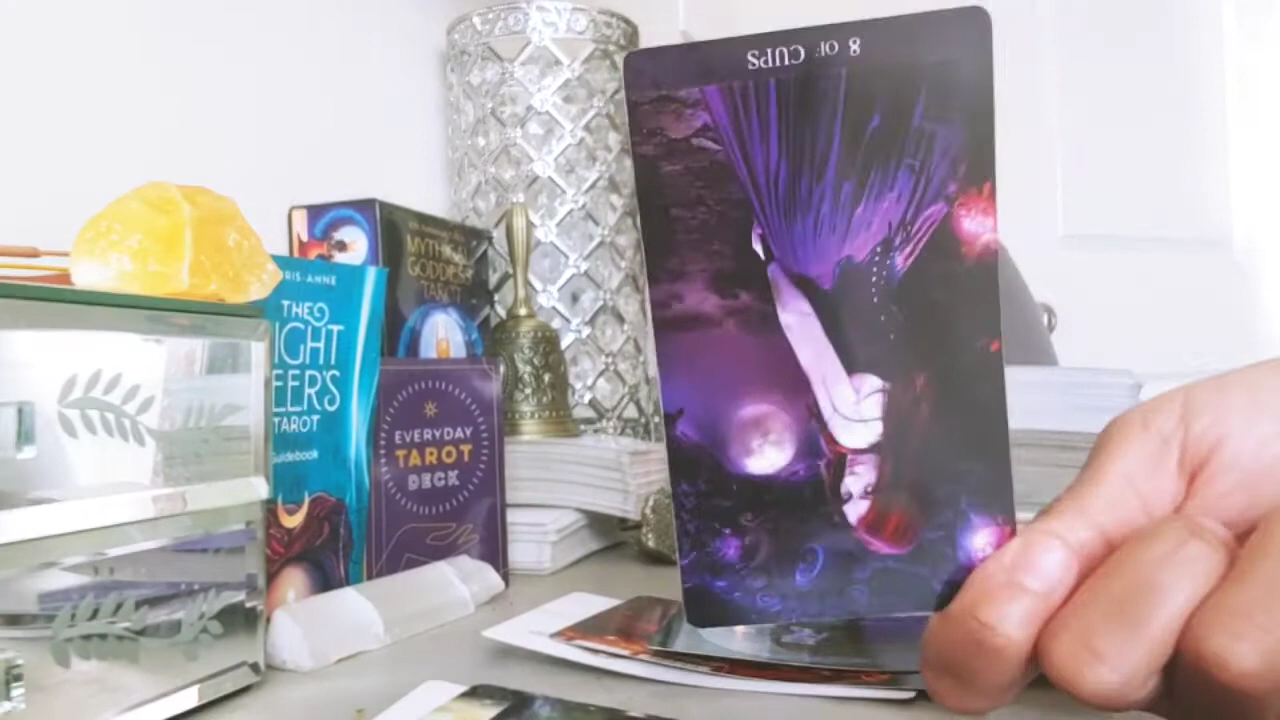 8 OF CUPS
MYTHICAL
GODDESS
TAROT
RIS-ANNE
THE
IGHT
EER'S
TAROT
Guidebook
EVERYDAY
TAROT
DECK